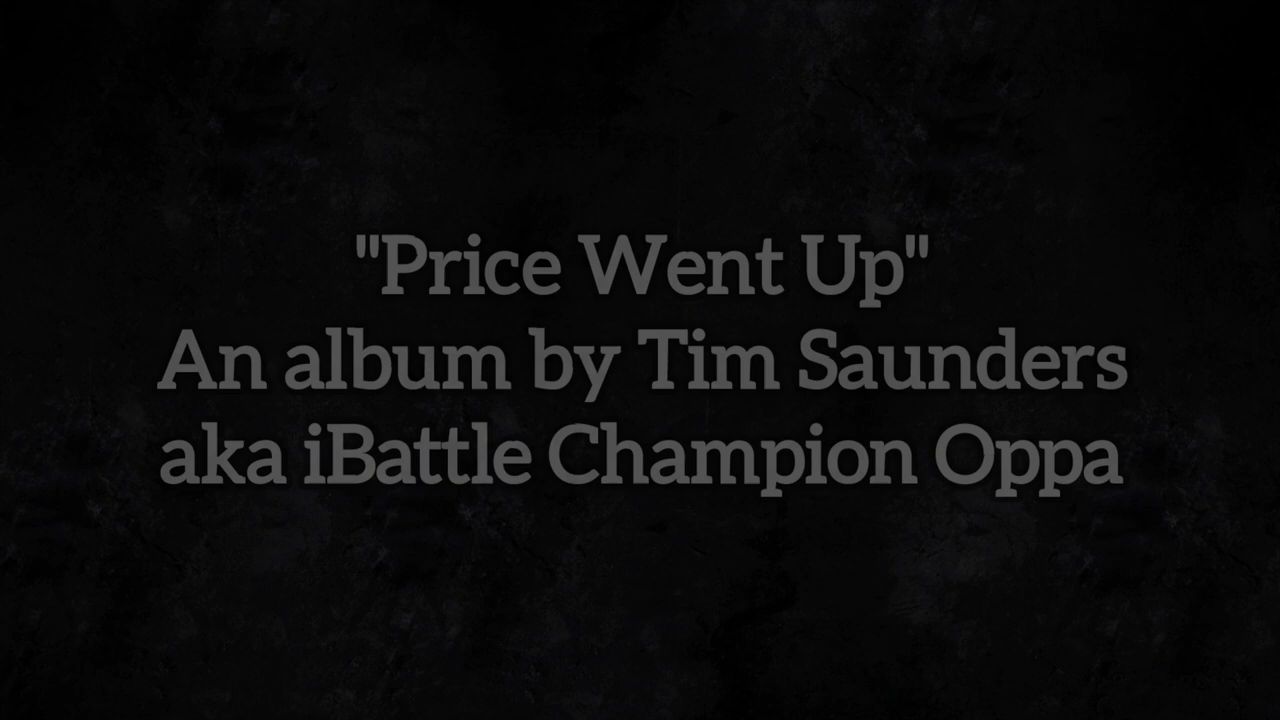 "Price Went Up"
An album by Tim Saunders
aka iBattle Champion Oppa